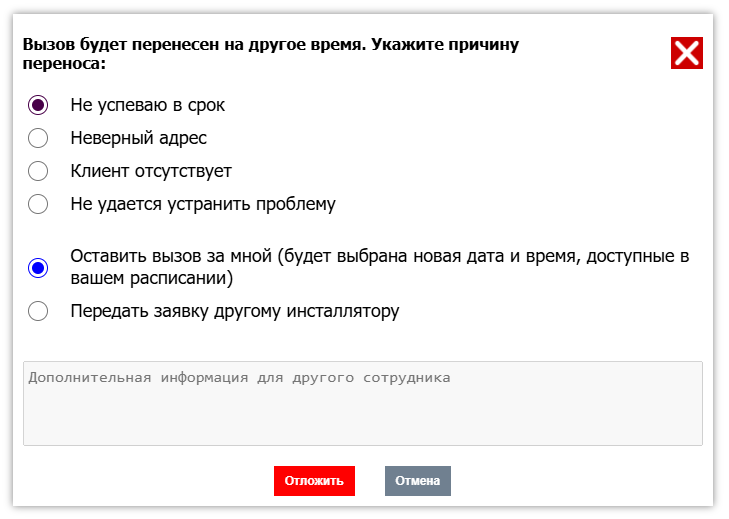 Вызов будет перенесен на другое время. Укажите причину
переноса:
Не успеваю в срок
Неверный адрес
Клиент отсутствует
Не удается устранить проблему
Оставить вызов за мной (будет выбрана новая дата и время, доступные в
вашем расписании)
Передать заявку другому инсталлятору
Дополнительная информация для другого сотрудника
Отложить
Отмена